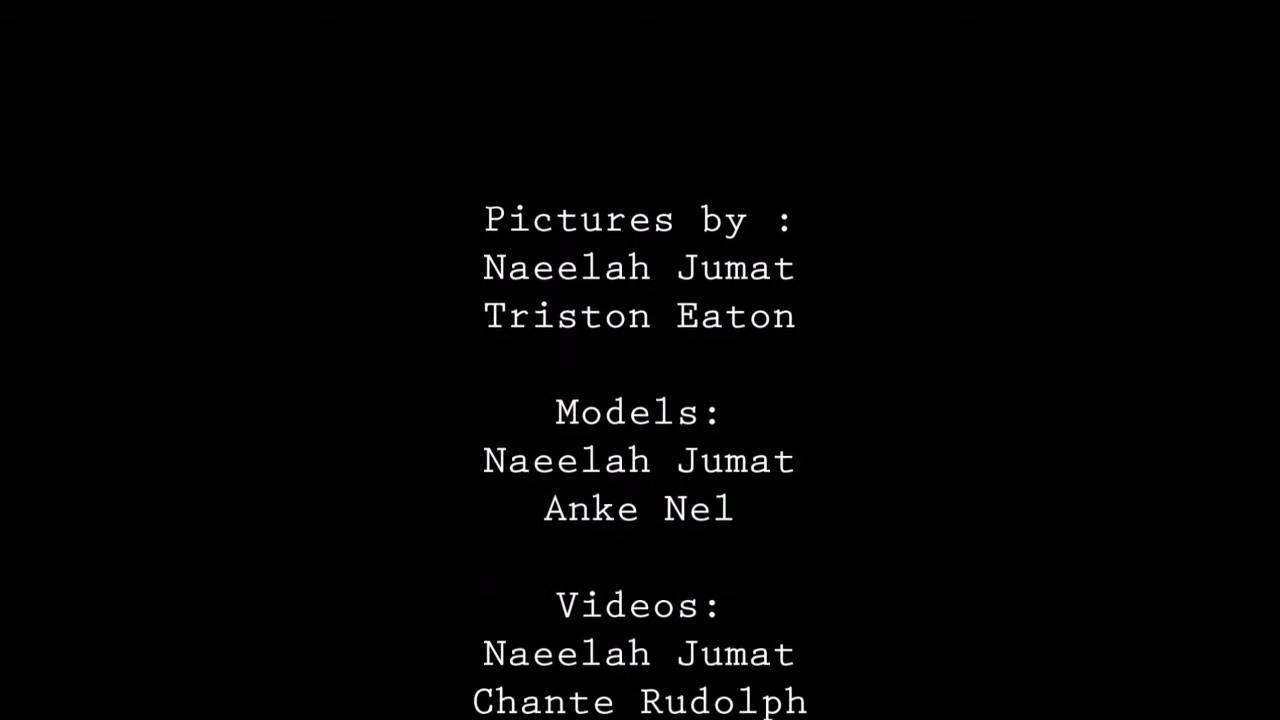 Pictures by :
Naeelah Jumat
Triston Eaton
Models:
Naeelah Jumat
Anke Nel
Videos:
Naeelah Jumat
Chante Rudolph